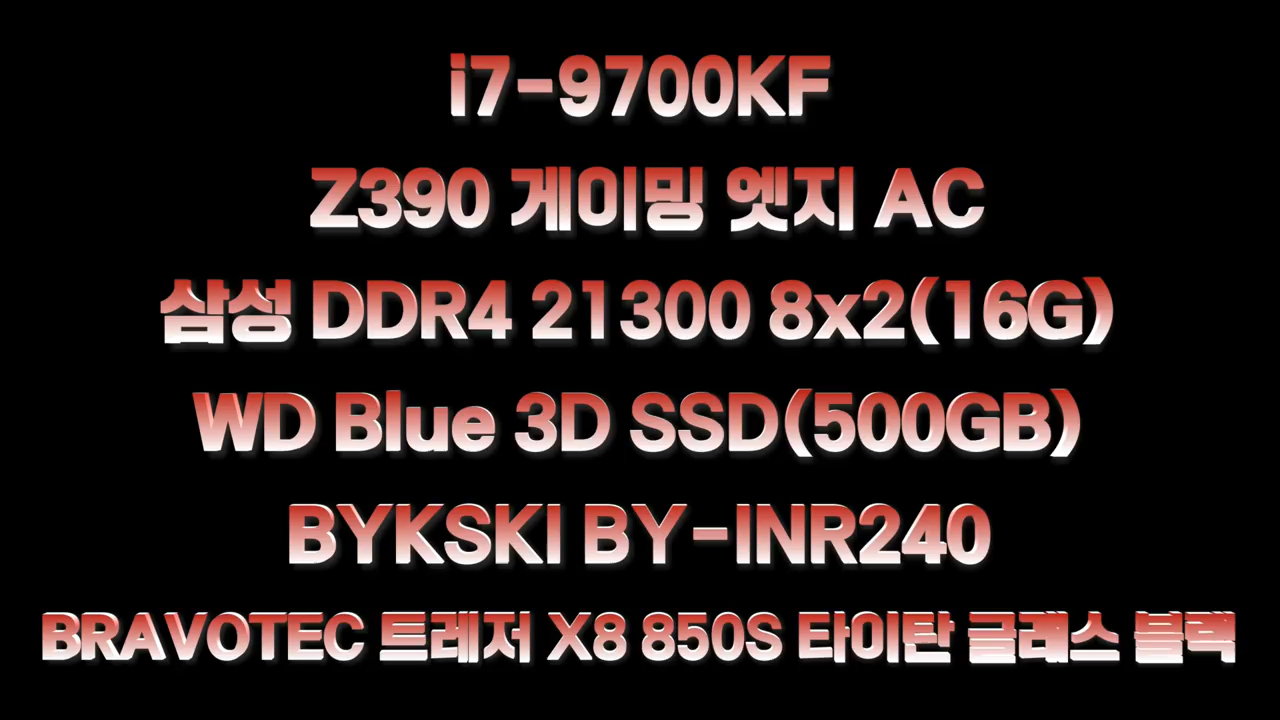 i7-9700KF
Z390 게이밍 엣지 AC
삼성 DDR4 21300 8x2(16G)
WD Blue 3D SSD(500GB)
BYKSKI BY-INR240
BRAVOTEC 트레저 X8 850S 타이탄 글래스 블랙